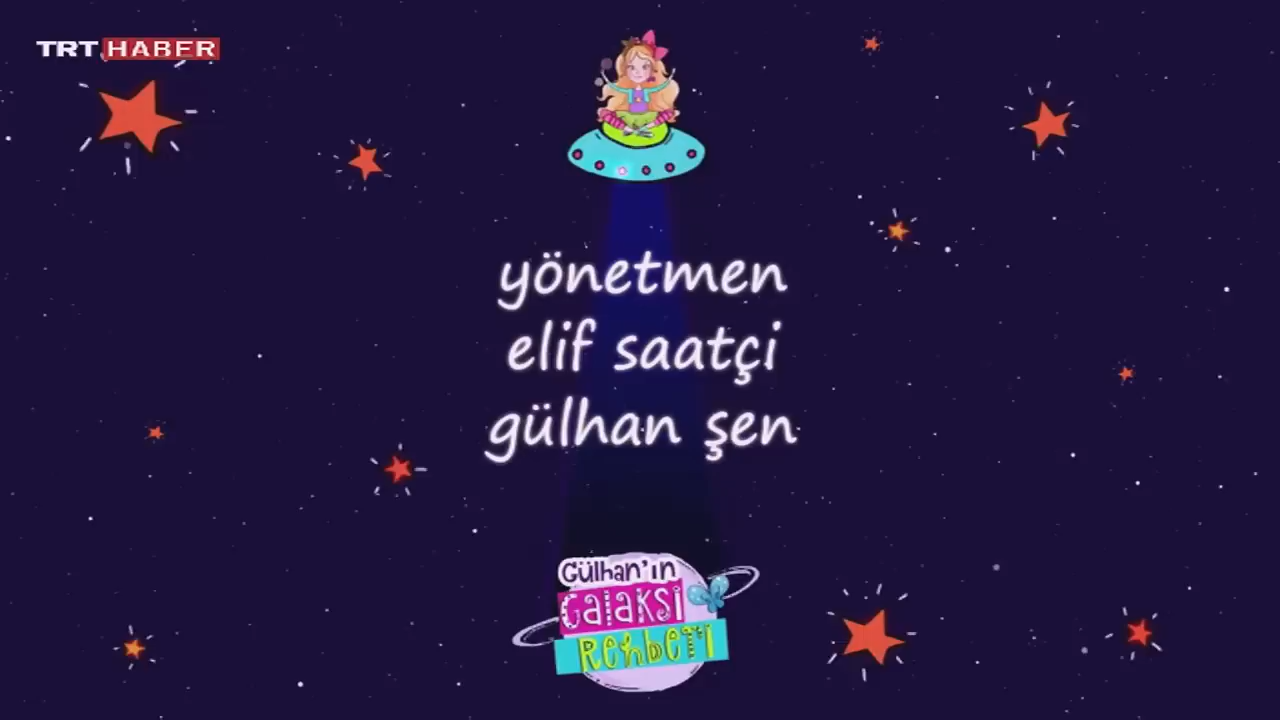 TRT HABER
yönetmen
elif saatçi
gülhan şen
Gülhan'ın
Galaksi
Rehberi